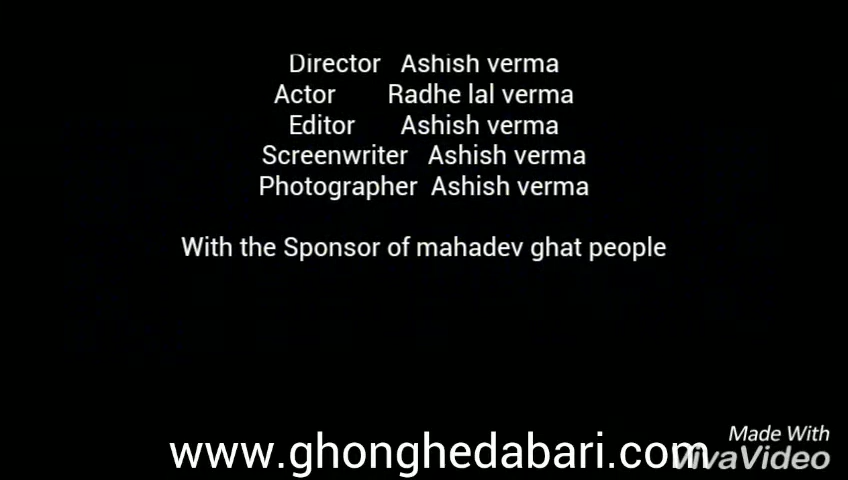 Director Ashish verma
Actor Radhe lal verma
Editor Ashish verma
Screenwriter Ashish verma
Photographer Ashish verma
With the Sponsor of mahadev ghat people
www.ghonghedabari.com
Made With
VivaVideo